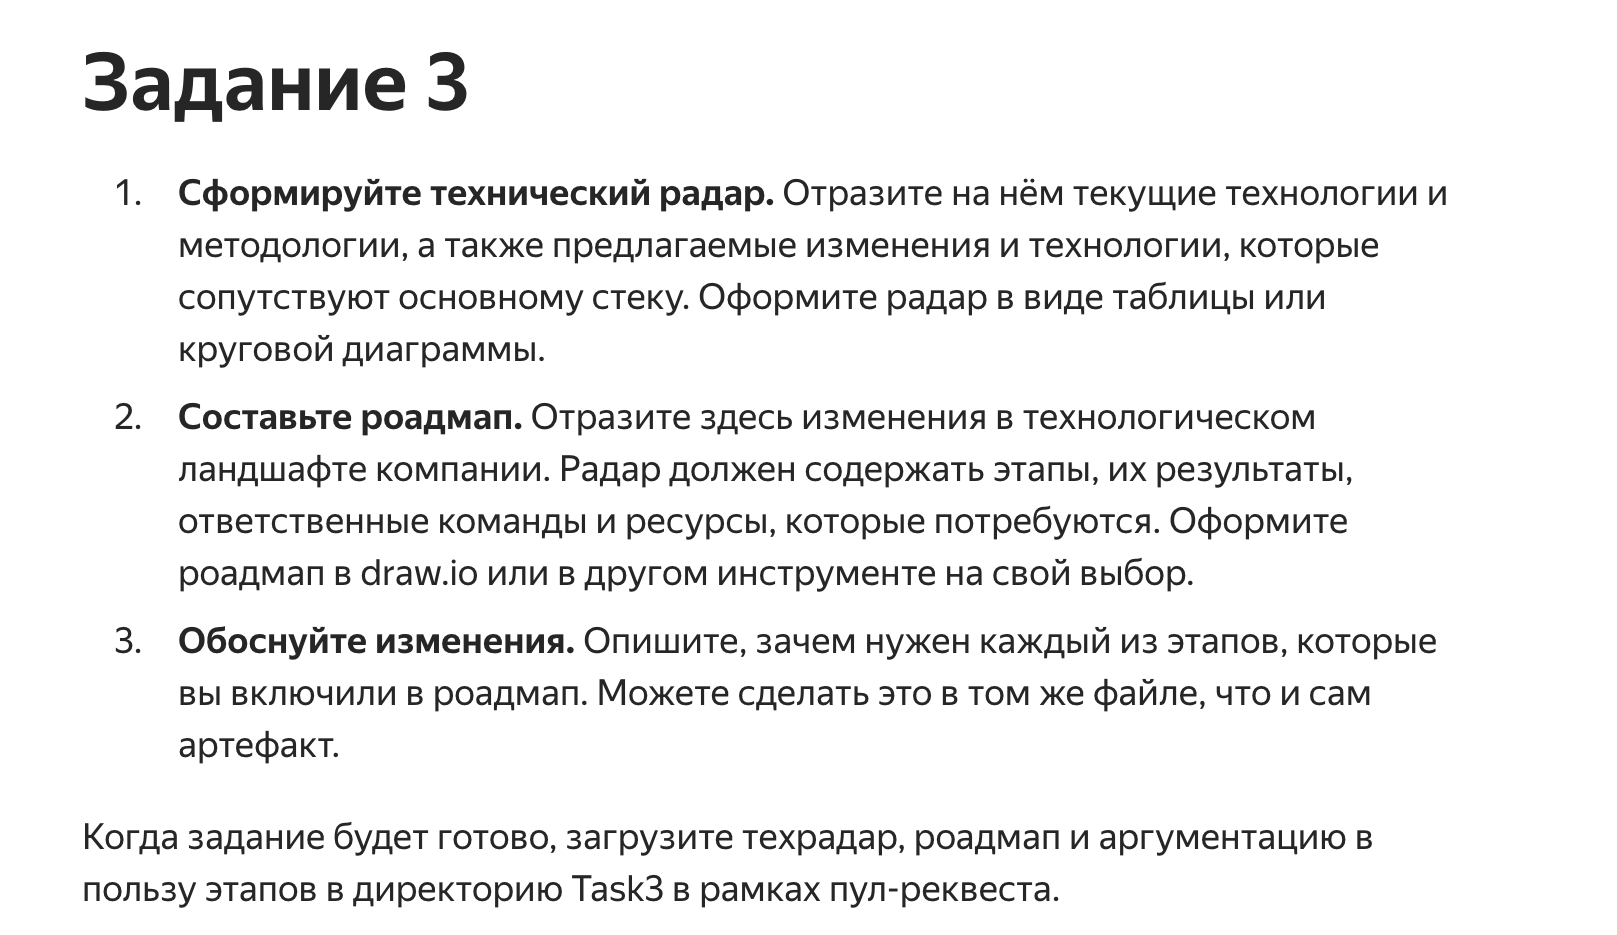 Задание 3
1. Сформируйте технический радар. Отразите на нём текущие технологии и
методологии, а также предлагаемые изменения и технологии, которые
сопутствуют основному стеку. Оформите радар в виде таблицы или
круговой диаграммы.
2. Составьте роадмап. Отразите здесь изменения в технологическом
ландшафте компании. Радар должен содержать этапы, их результаты,
ответственные команды и ресурсы, которые потребуются. Оформите
роадмап в draw.io или в другом инструменте на свой выбор.
3. Обоснуйте изменения. Опишите, зачем нужен каждый из этапов, которые
вы включили в роадмап. Можете сделать это в том же файле, что и сам
артефакт.
Когда задание будет готово, загрузите техрадар, роадмап и аргументацию в
пользу этапов в директорию Task3 в рамках пул-реквеста.